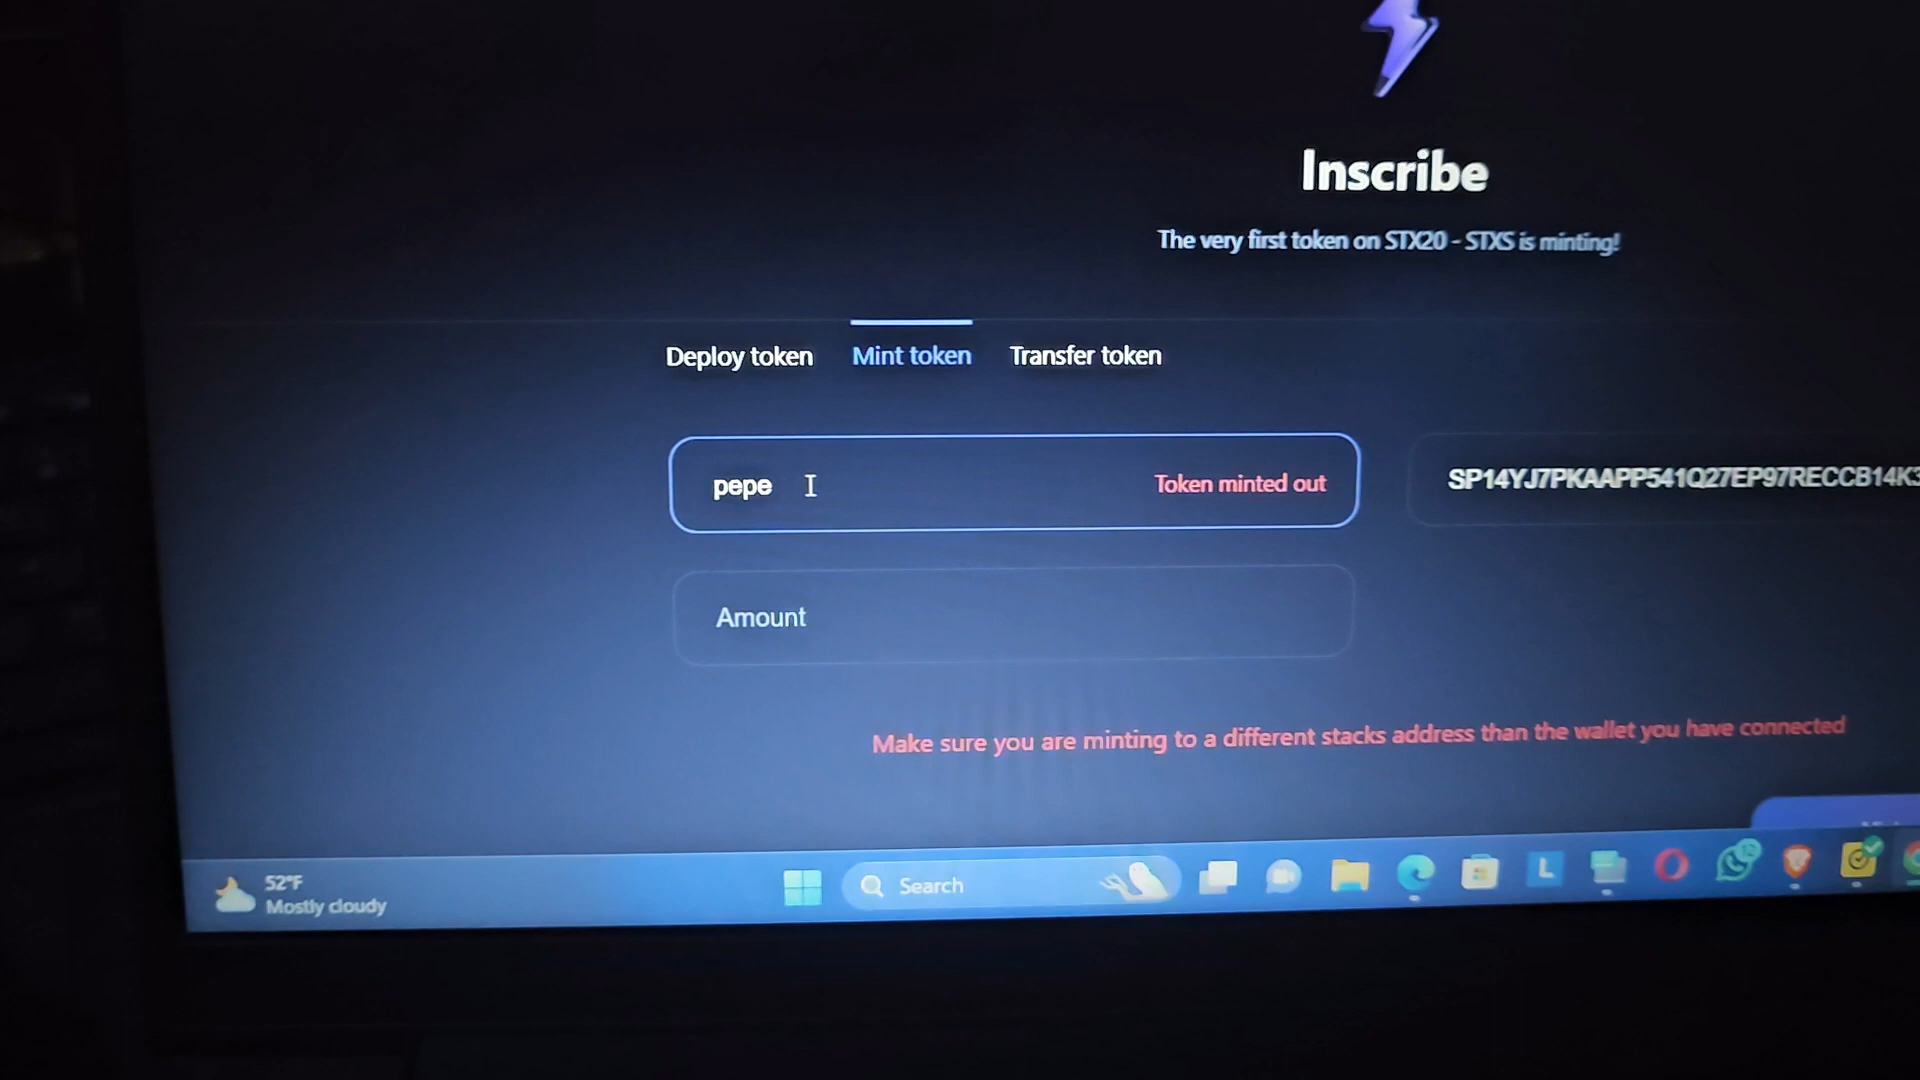 Inscribe
The very first token on STX20 - STXS is minting!
Deploy token
Mint token
Transfer token
pepe
Token minted out
SP14YJ7PKAAPP541Q27EP97RECCB14K3
Amount
Make sure you are minting to a different stacks address than the wallet you have connected
52°F
Mostly cloudy
Search
L